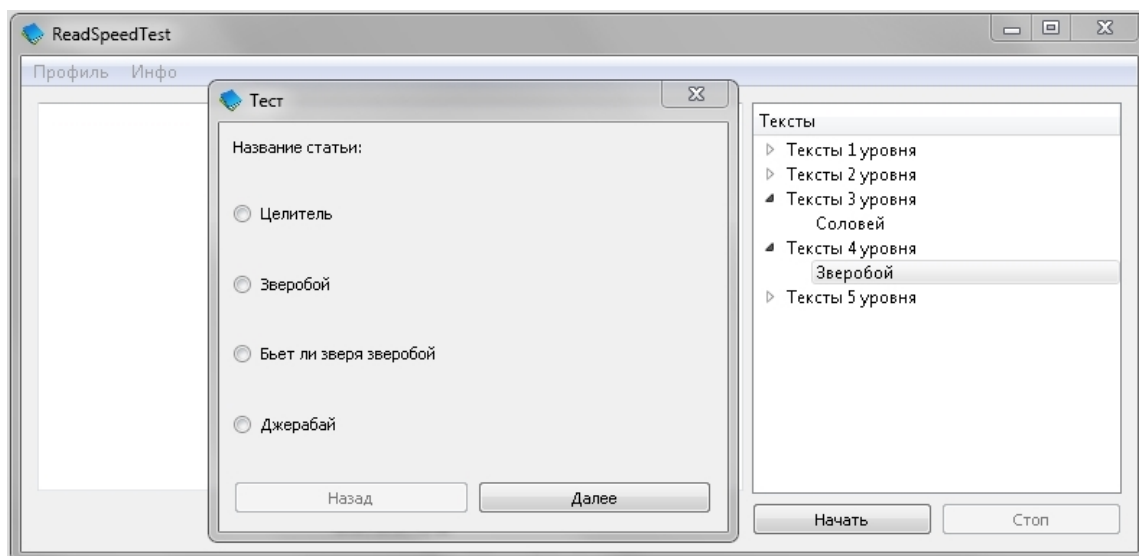 ReadSpeedTest
Профиль Инфо
Тест
Название статьи:
Целитель
Зверобой
Бьет ли зверя зверобой
Джерабай
Назад
Далее
Тексты
Тексты 1 уровня
Тексты 2 уровня
Тексты 3 уровня
Соловей
Тексты 4 уровня
Зверобой
Тексты 5 уровня
Начать
Стоп